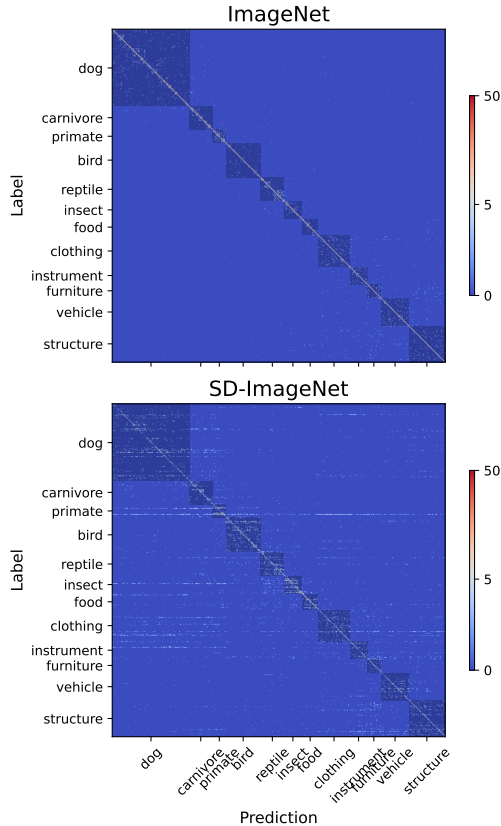 ImageNet
dog
carnivore
primate
bird
reptile
insect
food
clothing
instrument
furniture
vehicle
structure
Label
50
5
0
SD-ImageNet
dog
carnivore
primate
bird
reptile
insect
food
clothing
instrument
furniture
vehicle
structure
Label
50
5
0
dog
carnivore
primate
bird
reptile
insect
food
clothing
instrument
furniture
vehicle
structure
Prediction